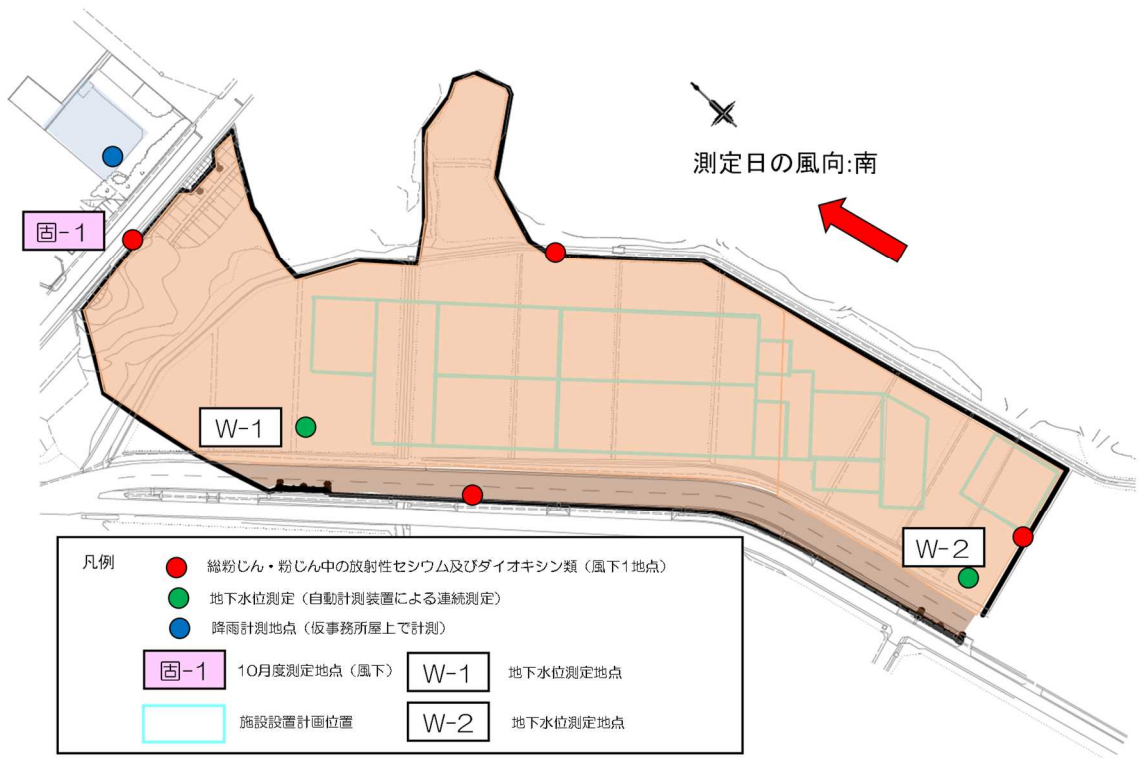 測定日の風向:南
固-1
W-1
W-2
凡例
総粉じん・粉じん中の放射性セシウム及びダイオキシン類（風下1地点）
地下水位測定（自動計測装置による連続測定）
降雨計測地点（仮事務所屋上で計測）
固-1 10月度測定地点（風下） W-1 地下水位測定地点
施設設置計画位置 W-2 地下水位測定地点